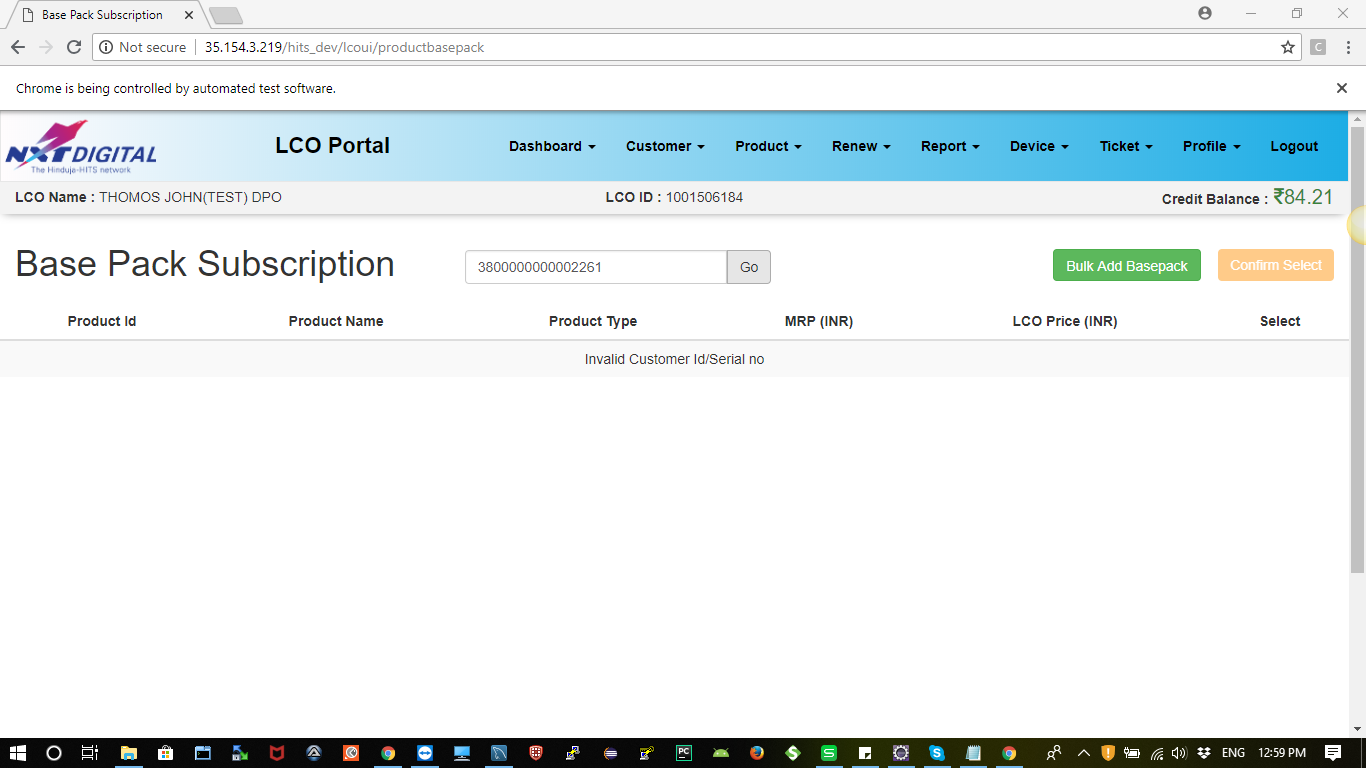 Base Pack Subscription
Not secure 35.154.3.219/hits_dev/lcoui/productbasepack
C
Chrome is being controlled by automated test software.
NXT DIGITAL
The Hinduja-HITS network
LCO Portal
Dashboard Customer Product Renew Report Device Ticket Profile Logout
LCO Name : THOMOS JOHN(TEST) DPO LCO ID : 1001506184 Credit Balance : ₹84.21
Base Pack Subscription 3800000000002261 Go Bulk Add Basepack Confirm Select
Product Id Product Name Product Type MRP (INR) LCO Price (INR) Select
Invalid Customer Id/Serial no
PC S S ENG 12:59 PM